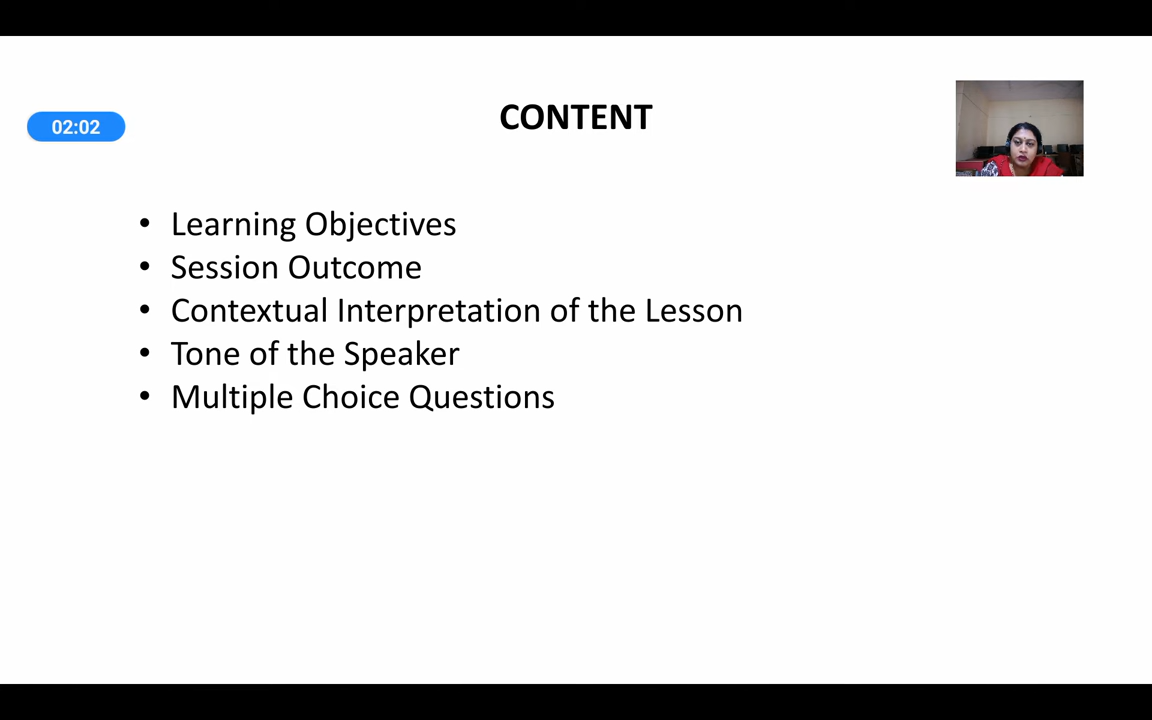 CONTENT
02:02
• Learning Objectives
• Session Outcome
• Contextual Interpretation of the Lesson
• Tone of the Speaker
• Multiple Choice Questions